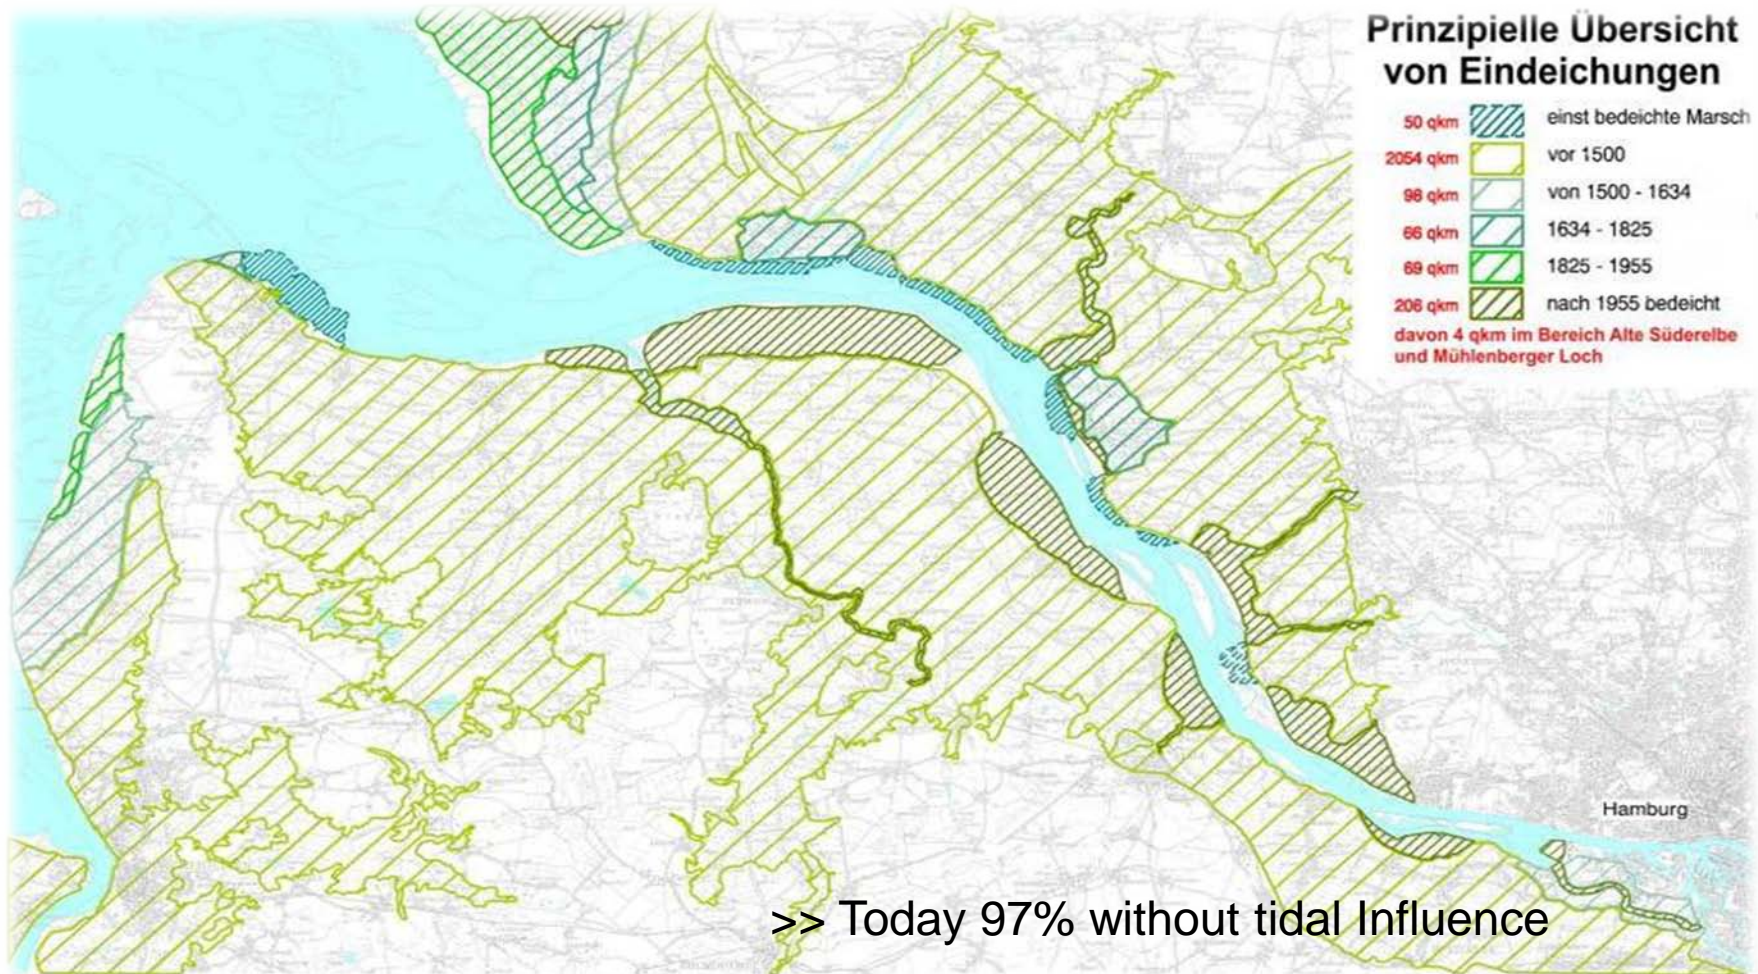 Prinzipielle Übersicht
von Eindeichungen
50 qkm einst bedeichte Marsch
2054 qkm vor 1500
98 qkm von 1500 - 1634
66 qkm 1634 - 1825
69 qkm 1825 - 1955
206 qkm nach 1955 bedeicht
davon 4 qkm im Bereich Alte Süderelbe
und Mühlenberger Loch
Hamburg
>> Today 97% without tidal Influence